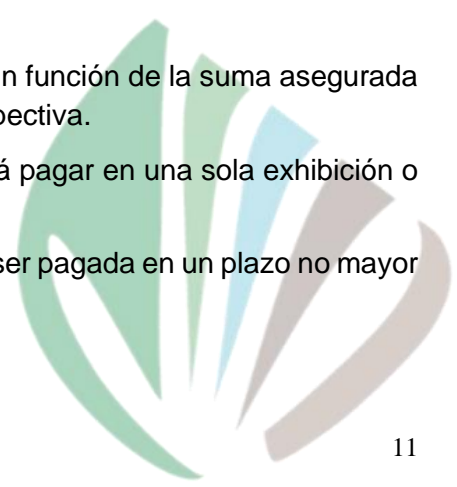 n función de la suma asegurada
pectiva.
á pagar en una sola exhibición o
ser pagada en un plazo no mayor
11